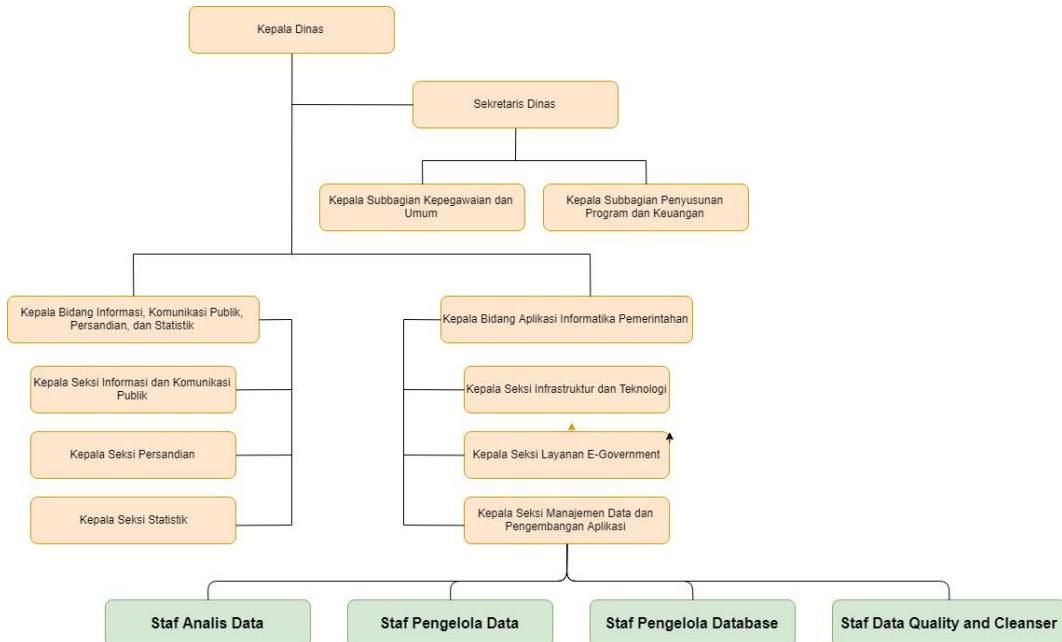 Kepala Dinas
Sekretaris Dinas
Kepala Subbagian Kepegawaian dan
Umum
Kepala Subbagian Penyusunan
Program dan Keuangan
Kepala Bidang Informasi, Komunikasi Publik,
Persandian, dan Statistik
Kepala Seksi Informasi dan Komunikasi
Publik
Kepala Seksi Persandian
Kepala Seksi Statistik
Kepala Bidang Aplikasi Informatika Pemerintahan
Kepala Seksi Infrastruktur dan Teknologi
Kepala Seksi Layanan E-Government
Kepala Seksi Manajemen Data dan
Pengembangan Aplikasi
Staf Analis Data
Staf Pengelola Data
Staf Pengelola Database
Staf Data Quality and Cleanser